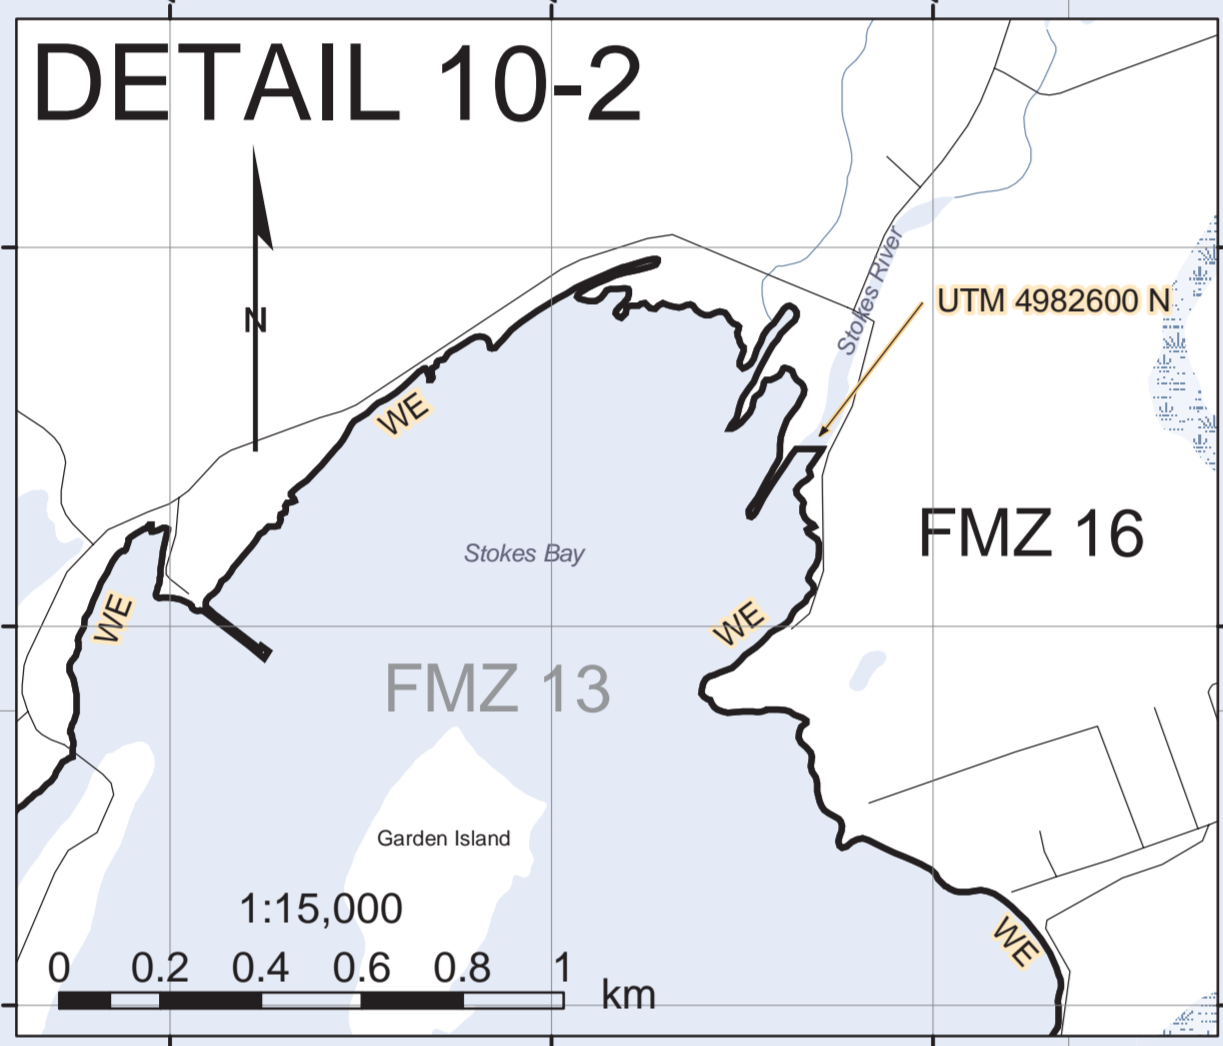 DETAIL 10-2
N
Stokes River
UTM 4982600 N
WE
FMZ 16
Stokes Bay
WE
WE
FMZ 13
Garden Island
1:15,000
WE
0 0.2 0.4 0.6 0.8 1 km